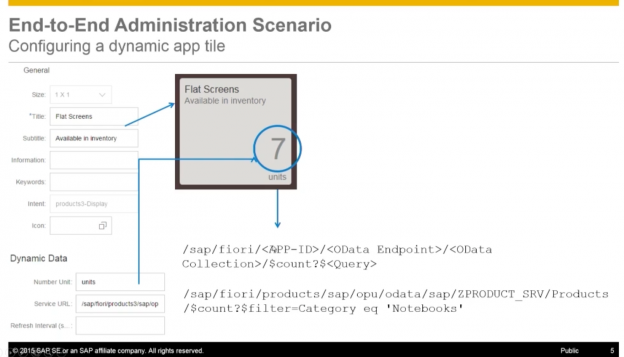 End-to-End Administration Scenario
Configuring a dynamic app tile
General
Size: 1 X 1
*Title: Flat Screens
Subtitle: Available in inventory
Information:
Keywords:
Intent: products3-Display
Icon:
Flat Screens
Available in inventory
7
units
Dynamic Data
Number Unit: units
Service URL: /sap/fiori/products3/sap/op
Refresh Interval (s...:
/sap/fiori/<APP-ID>/<OData Endpoint>/<OData
Collection>/$count?$<Query>
/sap/fiori/products/sap/opu/odata/sap/ZPRODUCT_SRV/Products
/$count?$filter=Category eq 'Notebooks'
© 2015 SAP SE or an SAP affiliate company. All rights reserved.
Public 5